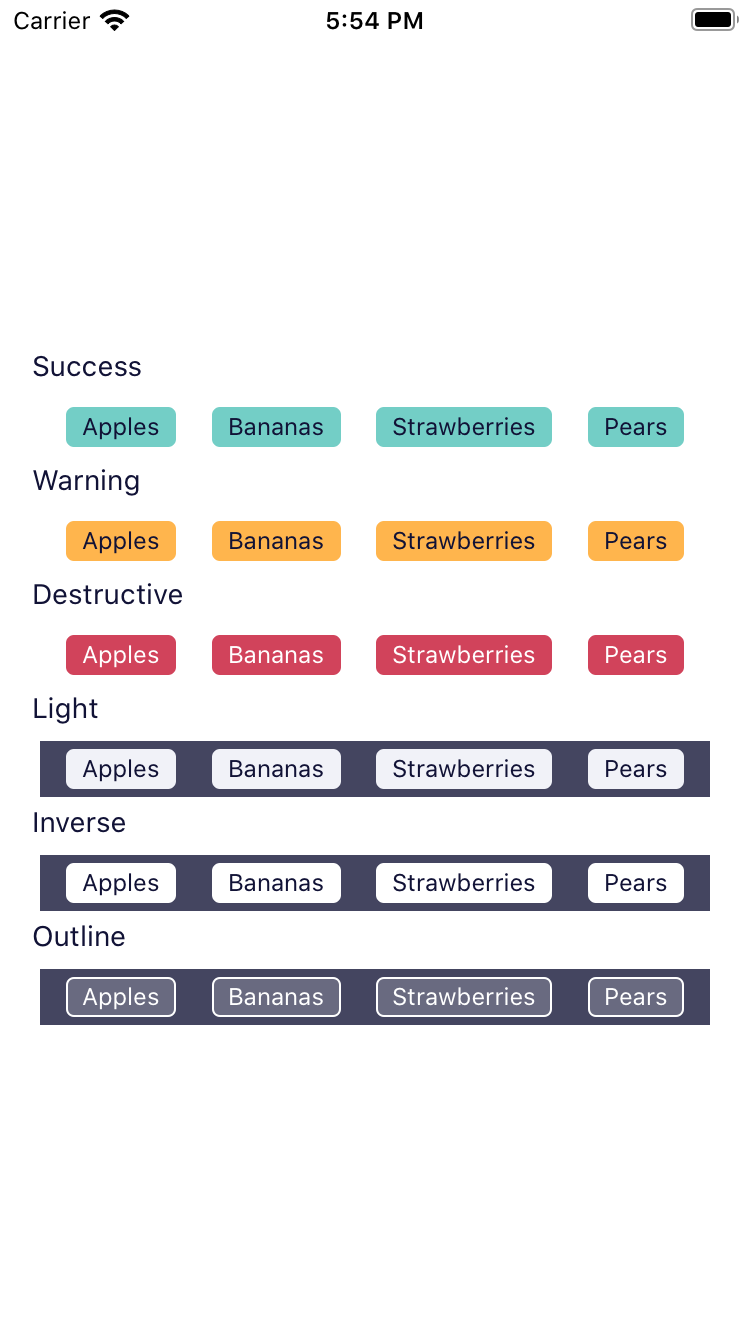 Carrier 5:54 PM
Success
Apples Bananas Strawberries Pears
Warning
Apples Bananas Strawberries Pears
Destructive
Apples Bananas Strawberries Pears
Light
Apples Bananas Strawberries Pears
Inverse
Apples Bananas Strawberries Pears
Outline
Apples Bananas Strawberries Pears